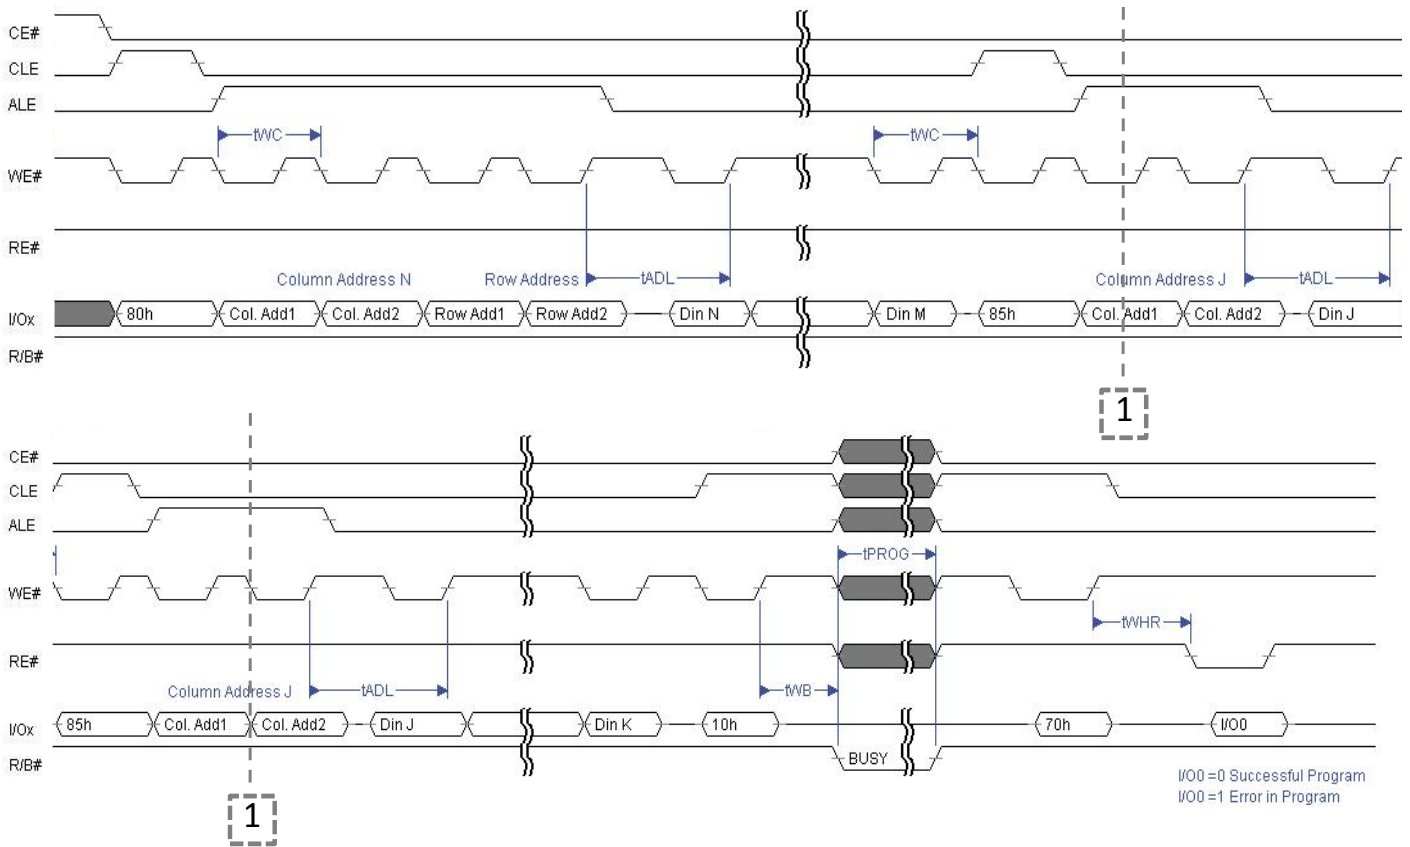 CE#
CLE
ALE
tWC tWC
WE#
RE#
Column Address N Row Address tADL Column Address J tADL
I/Ox 80h Col. Add1 Col. Add2 Row Add1 Row Add2 Din N Din M 85h Col. Add1 Col. Add2 Din J
R/B#
1
CE#
CLE
ALE
tPROG
WE#
tWHR
RE#
Column Address J tADL tWB
I/Ox 85h Col. Add1 Col. Add2 Din J Din K 10h 70h I/O0
R/B# BUSY
I/O0 =0 Successful Program
I/O0 =1 Error in Program
1